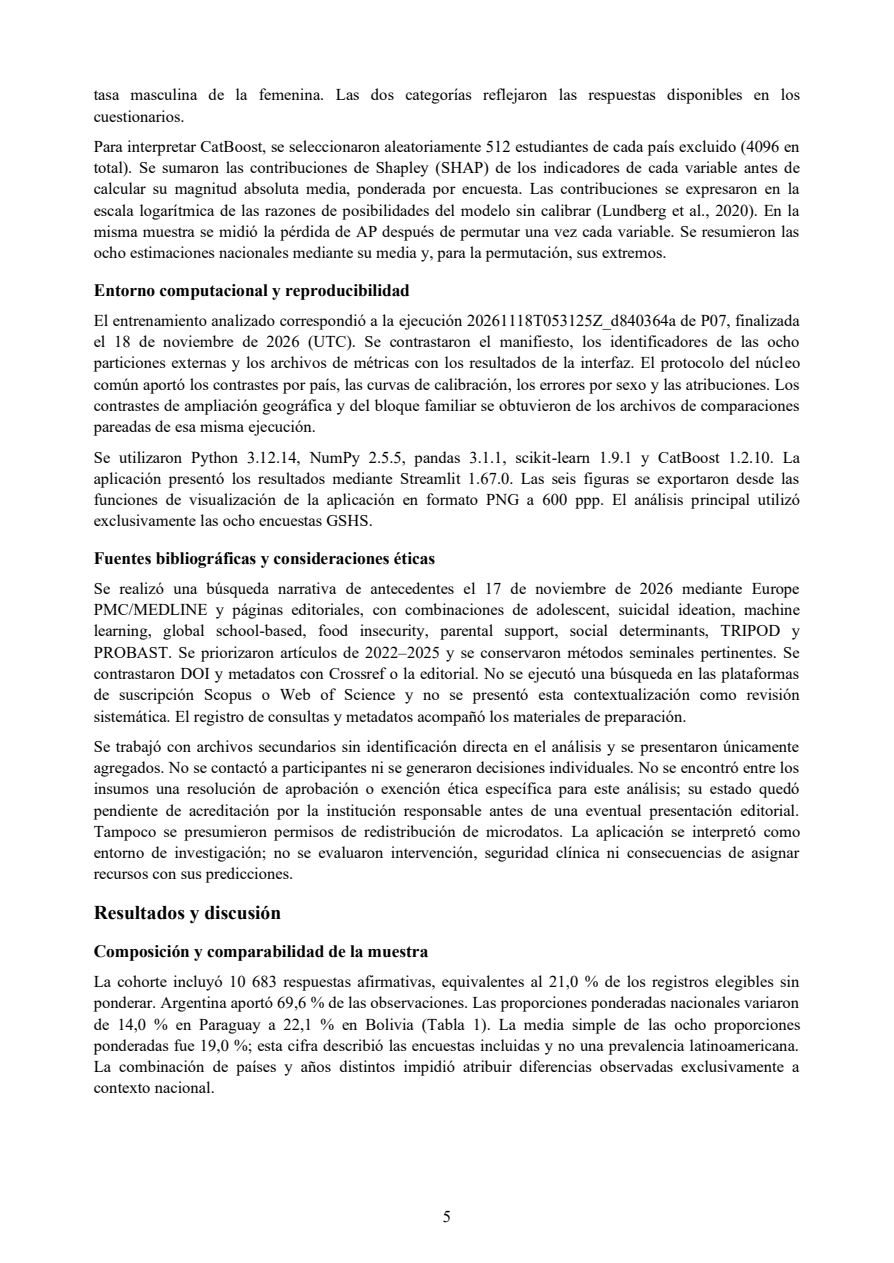 tasa masculina de la femenina. Las dos categorías reflejaron las respuestas disponibles en los
cuestionarios.
Para interpretar CatBoost, se seleccionaron aleatoriamente 512 estudiantes de cada país excluido (4096 en
total). Se sumaron las contribuciones de Shapley (SHAP) de los indicadores de cada variable antes de
calcular su magnitud absoluta media, ponderada por encuesta. Las contribuciones se expresaron en la
escala logarítmica de las razones de posibilidades del modelo sin calibrar (Lundberg et al., 2020). En la
misma muestra se midió la pérdida de AP después de permutar una vez cada variable. Se resumieron las
ocho estimaciones nacionales mediante su media y, para la permutación, sus extremos.
Entorno computacional y reproducibilidad
El entrenamiento analizado correspondió a la ejecución 20261118T053125Z_d840364a de P07, finalizada
el 18 de noviembre de 2026 (UTC). Se contrastaron el manifiesto, los identificadores de las ocho
particiones externas y los archivos de métricas con los resultados de la interfaz. El protocolo del núcleo
común aportó los contrastes por país, las curvas de calibración, los errores por sexo y las atribuciones. Los
contrastes de ampliación geográfica y del bloque familiar se obtuvieron de los archivos de comparaciones
pareadas de esa misma ejecución.
Se utilizaron Python 3.12.14, NumPy 2.5.5, pandas 3.1.1, scikit-learn 1.9.1 y CatBoost 1.2.10. La
aplicación presentó los resultados mediante Streamlit 1.67.0. Las seis figuras se exportaron desde las
funciones de visualización de la aplicación en formato PNG a 600 ppp. El análisis principal utilizó
exclusivamente las ocho encuestas GSHS.
Fuentes bibliográficas y consideraciones éticas
Se realizó una búsqueda narrativa de antecedentes el 17 de noviembre de 2026 mediante Europe
PMC/MEDLINE y páginas editoriales, con combinaciones de adolescent, suicidal ideation, machine
learning, global school-based, food insecurity, parental support, social determinants, TRIPOD y
PROBAST. Se priorizaron artículos de 2022–2025 y se conservaron métodos seminales pertinentes. Se
contrastaron DOI y metadatos con Crossref o la editorial. No se ejecutó una búsqueda en las plataformas
de suscripción Scopus o Web of Science y no se presentó esta contextualización como revisión
sistemática. El registro de consultas y metadatos acompañó los materiales de preparación.
Se trabajó con archivos secundarios sin identificación directa en el análisis y se presentaron únicamente
agregados. No se contactó a participantes ni se generaron decisiones individuales. No se encontró entre los
insumos una resolución de aprobación o exención ética específica para este análisis; su estado quedó
pendiente de acreditación por la institución responsable antes de una eventual presentación editorial.
Tampoco se presumieron permisos de redistribución de microdatos. La aplicación se interpretó como
entorno de investigación; no se evaluaron intervención, seguridad clínica ni consecuencias de asignar
recursos con sus predicciones.
Resultados y discusión
Composición y comparabilidad de la muestra
La cohorte incluyó 10 683 respuestas afirmativas, equivalentes al 21,0 % de los registros elegibles sin
ponderar. Argentina aportó 69,6 % de las observaciones. Las proporciones ponderadas nacionales variaron
de 14,0 % en Paraguay a 22,1 % en Bolivia (Tabla 1). La media simple de las ocho proporciones
ponderadas fue 19,0 %; esta cifra describió las encuestas incluidas y no una prevalencia latinoamericana.
La combinación de países y años distintos impidió atribuir diferencias observadas exclusivamente a
contexto nacional.
5